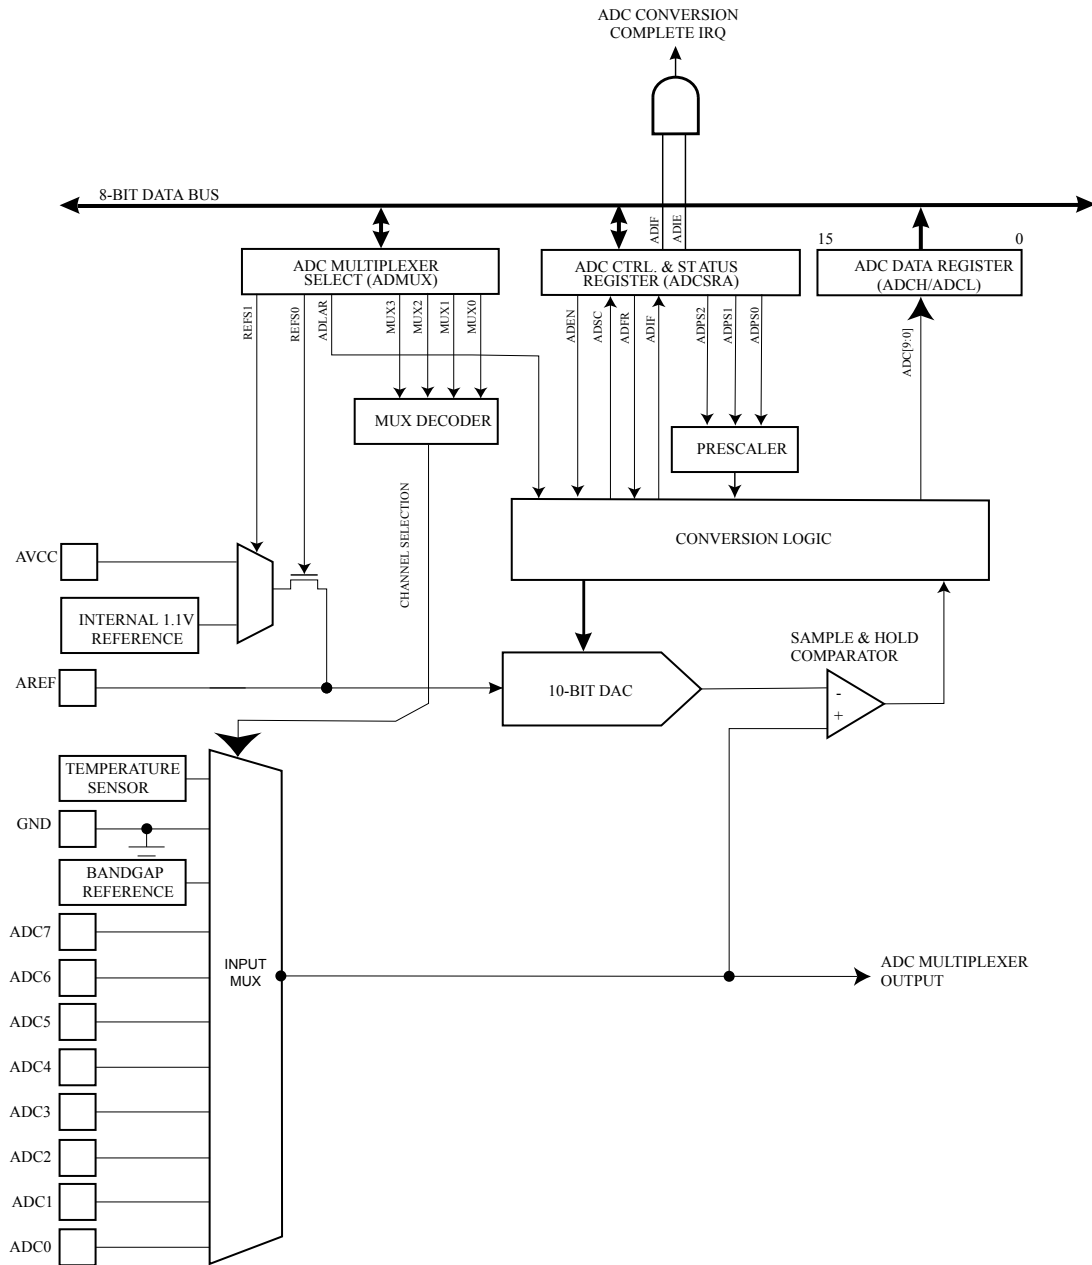 ADC CONVERSION
COMPLETE IRQ
8-BIT DATA BUS
ADIF
ADIE
15
0
ADC MULTIPLEXER
SELECT (ADMUX)
ADC CTRL. & STATUS
REGISTER (ADCSRA)
ADC DATA REGISTER
(ADCH/ADCL)
REFS1
REFS0
ADLAR
MUX3
MUX2
MUX1
MUX0
ADEN
ADSC
ADFR
ADIF
ADPS2
ADPS1
ADPS0
ADC[9:0]
MUX DECODER
PRESCALER
CHANNEL SELECTION
CONVERSION LOGIC
AVCC
INTERNAL 1.1V
REFERENCE
SAMPLE & HOLD
COMPARATOR
AREF
10-BIT DAC
-
+
TEMPERATURE
SENSOR
GND
BANDGAP
REFERENCE
ADC7
ADC6
INPUT
MUX
ADC MULTIPLEXER
OUTPUT
ADC5
ADC4
ADC3
ADC2
ADC1
ADC0